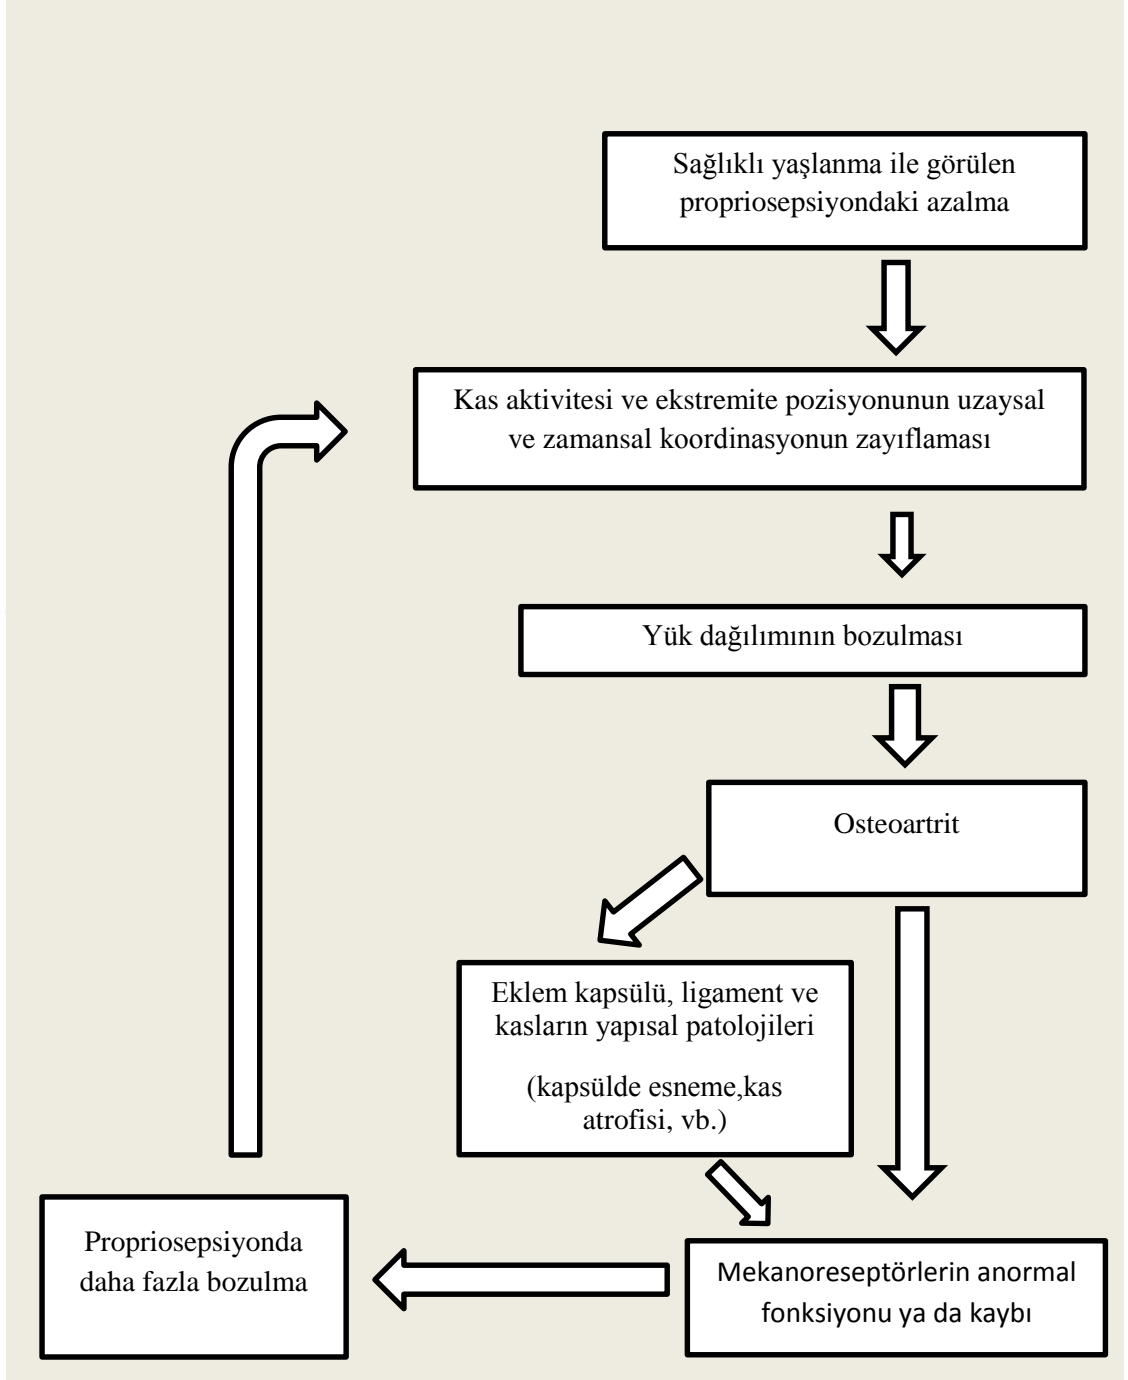 Sağlıklı yaşlanma ile görülen
propriosepsiyondaki azalma
Kas aktivitesi ve ekstremite pozisyonunun uzaysal
ve zamansal koordinasyonun zayıflaması
Yük dağılımının bozulması
Osteoartrit
Eklem kapsülü, ligament ve
kasların yapısal patolojileri
(kapsülde esneme,kas
atrofisi, vb.)
Mekanoreseptörlerin anormal
fonksiyonu ya da kaybı
Propriosepsiyonda
daha fazla bozulma